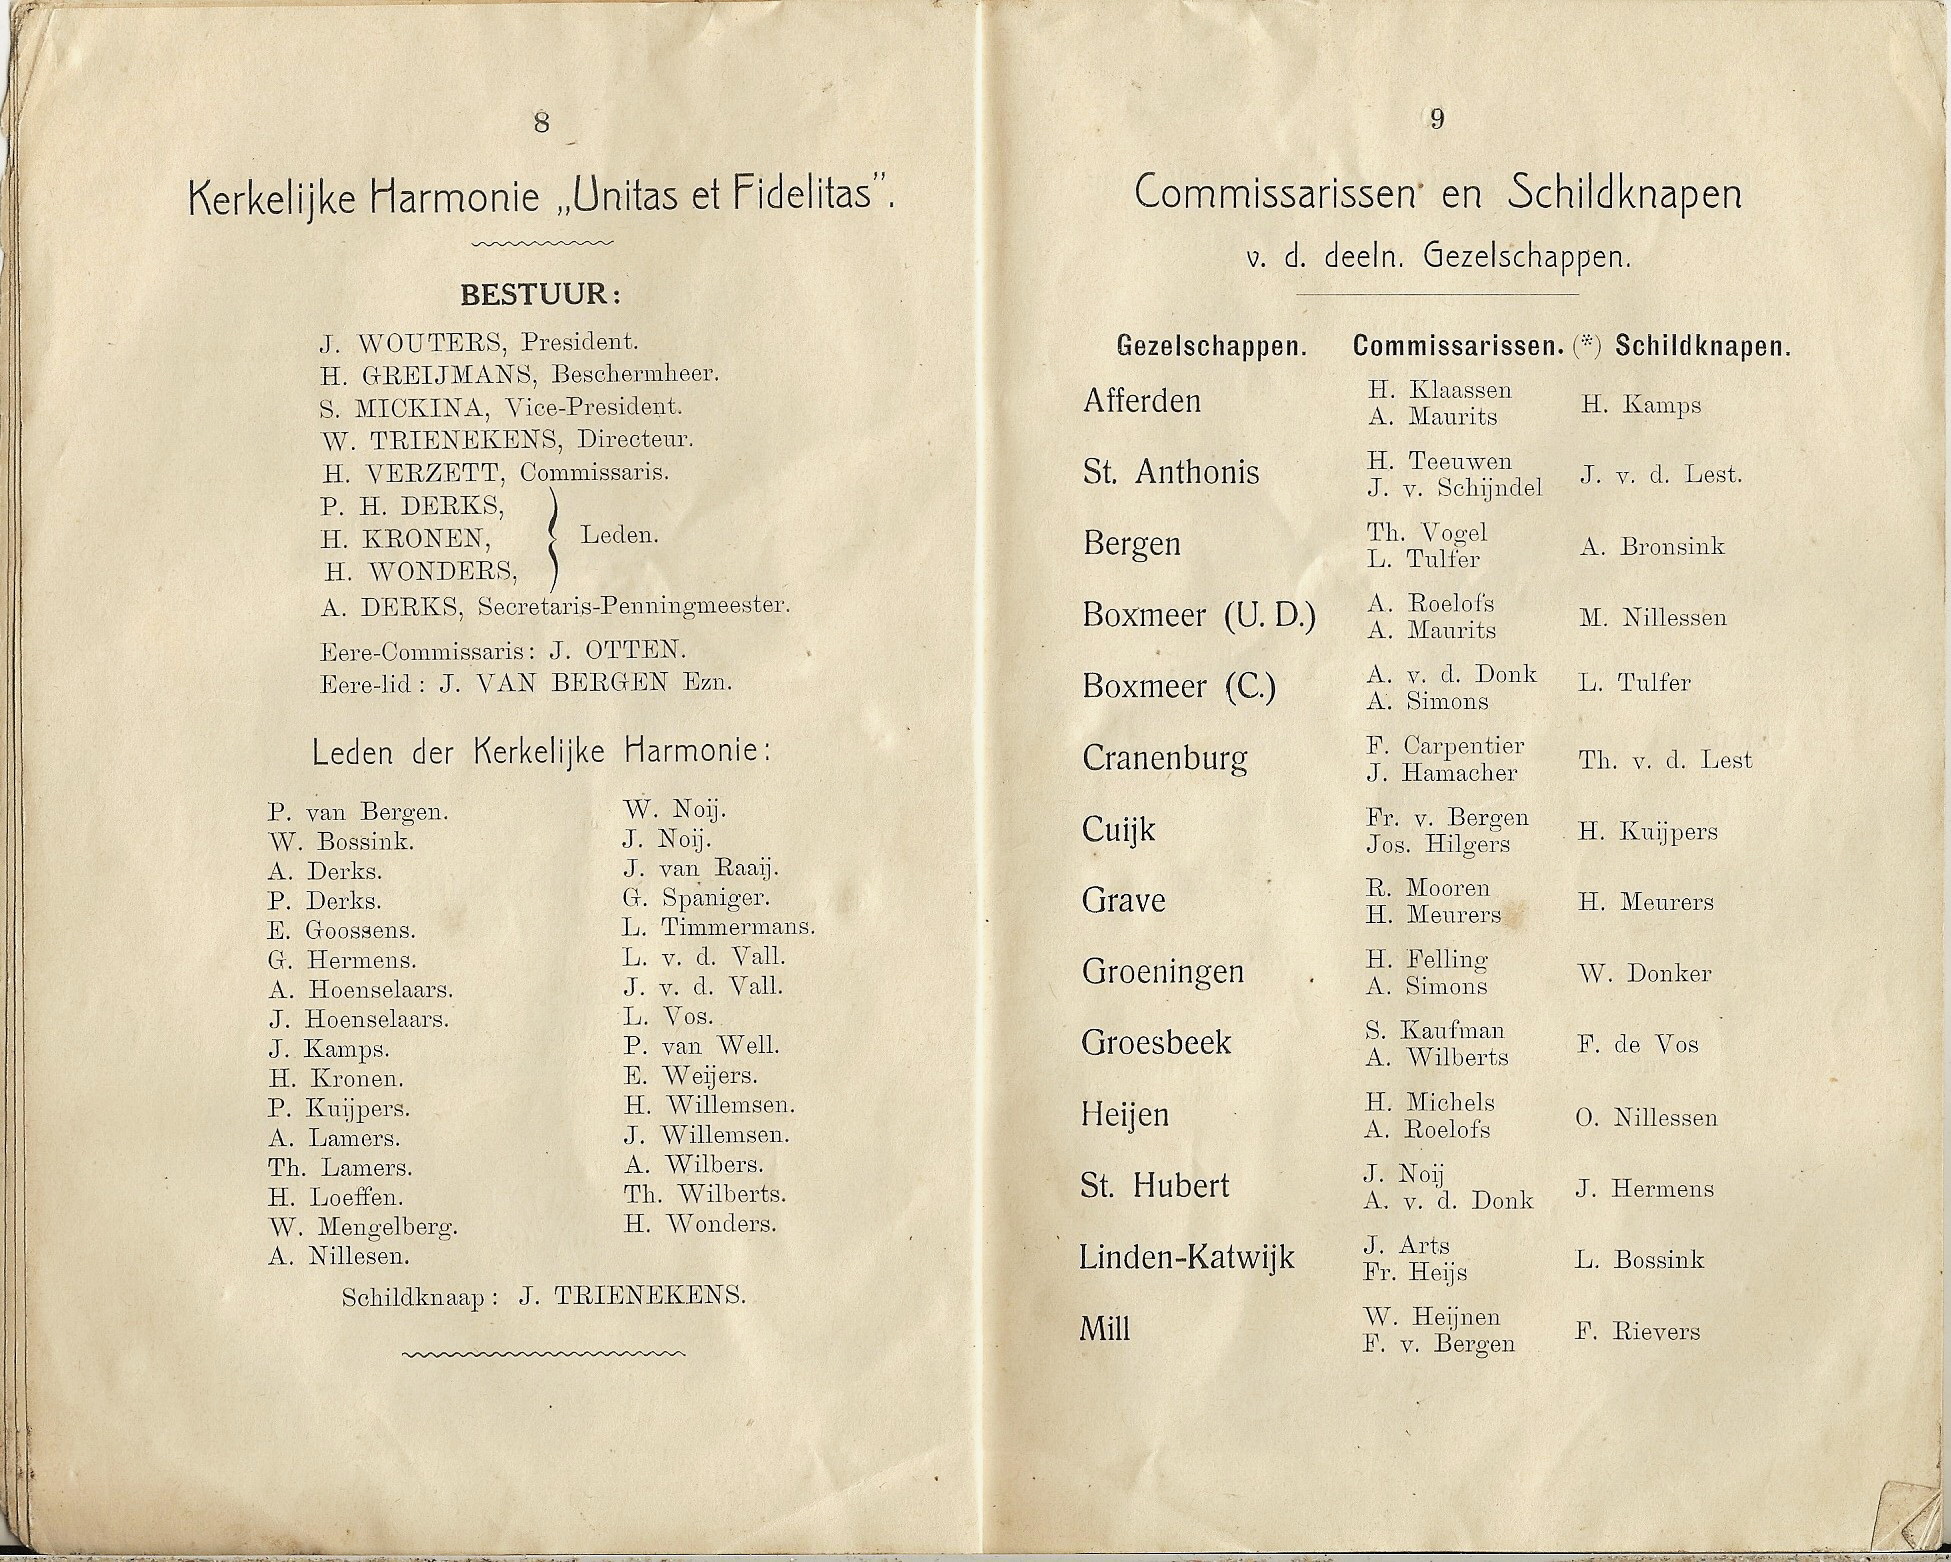 8
Kerkelijke Harmonie „Unitas et Fidelitas”.
BESTUUR:
J. WOUTERS, President.
H. GREIJMANS, Beschermheer.
S. MICKINA, Vice-President.
W. TRIENEKENS, Directeur.
H. VERZETT, Commissaris.
P. H. DERKS,
H. KRONEN, } Leden.
H. WONDERS,
A. DERKS, Secretaris-Penningmeester.
Eere-Commissaris: J. OTTEN.
Eere-lid: J. VAN BERGEN Ezn.
Leden der Kerkelijke Harmonie:
P. van Bergen.
W. Bossink.
A. Derks.
P. Derks.
E. Goossens.
G. Hermens.
A. Hoenselaars.
J. Hoenselaars.
J. Kamps.
H. Kronen.
P. Kuijpers.
A. Lamers.
Th. Lamers.
H. Loeffen.
W. Mengelberg.
A. Nillesen.
W. Noij.
J. Noij.
J. van Raaij.
G. Spaniger.
L. Timmermans.
L. v. d. Vall.
J. v. d. Vall.
L. Vos.
P. van Well.
E. Weijers.
H. Willemsen.
J. Willemsen.
A. Wilbers.
Th. Wilberts.
H. Wonders.
Schildknaap: J. TRIENEKENS.
9
Commissarissen en Schildknapen
v. d. deeln. Gezelschappen.
Gezelschappen. Commissarissen. (*) Schildknapen.
Afferden
H. Klaassen
A. Maurits
H. Kamps
St. Anthonis
H. Teeuwen
J. v. Schijndel
J. v. d. Lest.
Bergen
Th. Vogel
L. Tulfer
A. Bronsink
Boxmeer (U. D.)
A. Roelofs
A. Maurits
M. Nillessen
Boxmeer (C.)
A. v. d. Donk
A. Simons
L. Tulfer
Cranenburg
F. Carpentier
J. Hamacher
Th. v. d. Lest
Cuijk
Fr. v. Bergen
Jos. Hilgers
H. Kuijpers
Grave
R. Mooren
H. Meurers
H. Meurers
Groeningen
H. Felling
A. Simons
W. Donker
Groesbeek
S. Kaufman
A. Wilberts
F. de Vos
Heijen
H. Michels
A. Roelofs
O. Nillessen
St. Hubert
J. Noij
A. v. d. Donk
J. Hermens
Linden-Katwijk
J. Arts
Fr. Heijs
L. Bossink
Mill
W. Heijnen
F. v. Bergen
F. Rievers